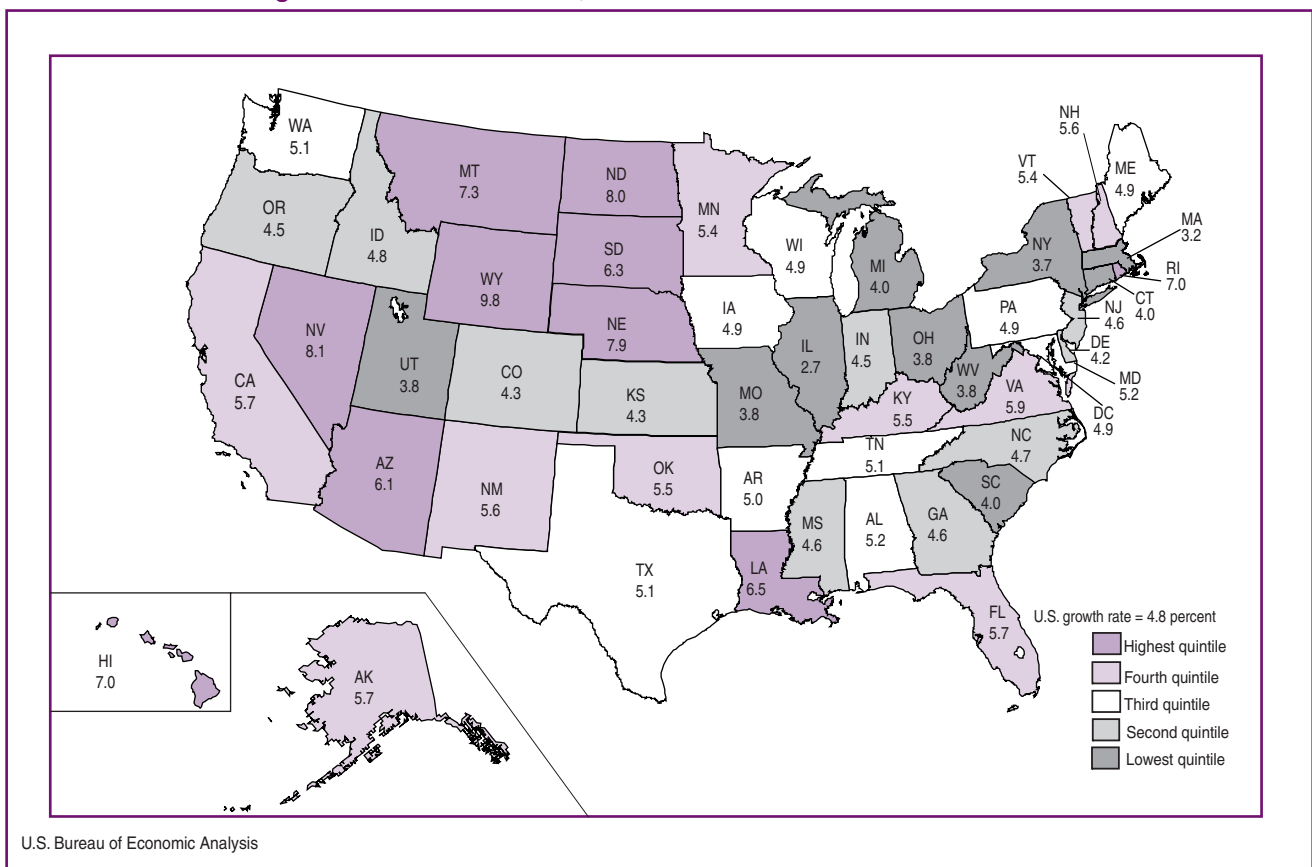 WA
5.1
MT
7.3
ND
8.0
MN
5.4
OR
4.5
ID
4.8
WY
9.8
SD
6.3
WI
4.9
MI
4.0
NY
3.7
VT
5.4
NH
5.6
ME
4.9
MA
3.2
RI
7.0
CT
4.0
NJ
4.6
DE
4.2
MD
5.2
DC
4.9
CA
5.7
NV
8.1
UT
3.8
CO
4.3
NE
7.9
KS
4.3
IA
4.9
MO
3.8
IL
2.7
IN
4.5
OH
3.8
PA
4.9
WV
3.8
VA
5.9
KY
5.5
AZ
6.1
NM
5.6
OK
5.5
AR
5.0
TN
5.1
NC
4.7
SC
4.0
TX
5.1
LA
6.5
MS
4.6
AL
5.2
GA
4.6
FL
5.7
HI
7.0
AK
5.7
U.S. growth rate = 4.8 percent
Highest quintile
Fourth quintile
Third quintile
Second quintile
Lowest quintile
U.S. Bureau of Economic Analysis